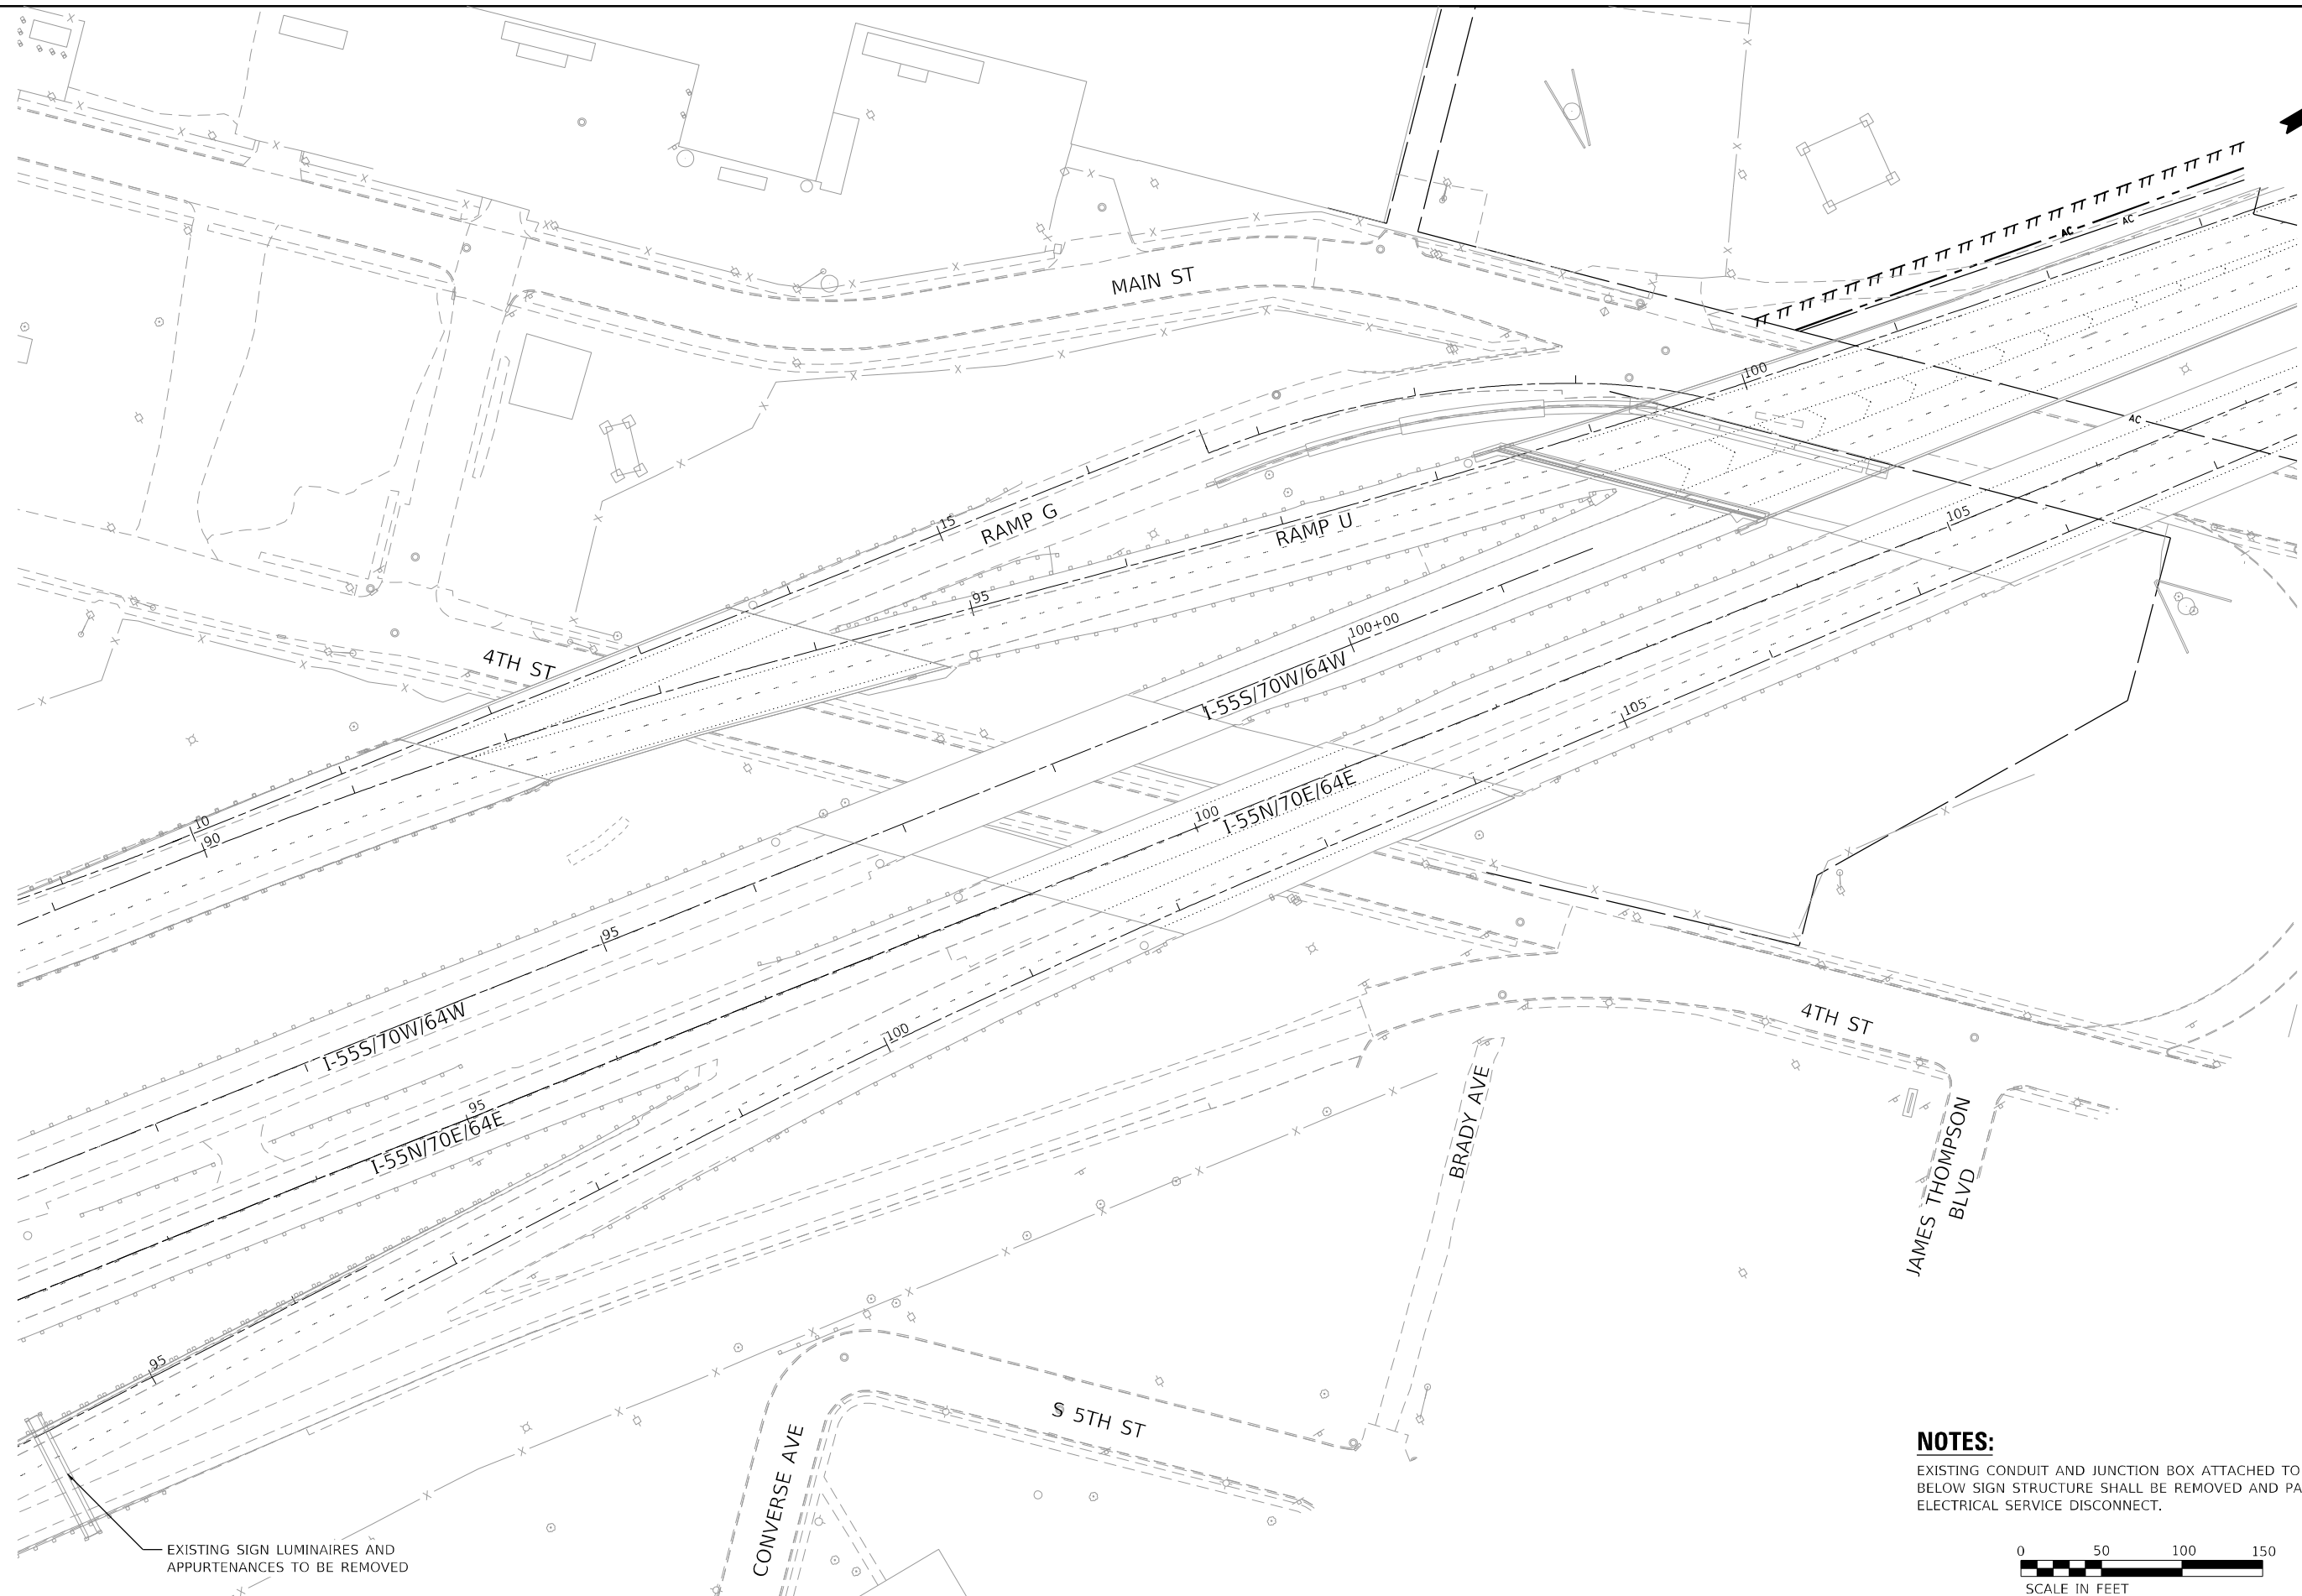 MAIN ST
AC
AC
100
AC
15
RAMP G
RAMP U
105
95
100+00
4TH ST
I-55S/70W/64W
105
10
90
100
I-55N/70E/64E
95
I-55S/70W/64W
100
4TH ST
95
I-55N/70E/64E
BRADY AVE
JAMES THOMPSON
BLVD
95
S 5TH ST
CONVERSE AVE
NOTES:
EXISTING CONDUIT AND JUNCTION BOX ATTACHED TO
BELOW SIGN STRUCTURE SHALL BE REMOVED AND PA
ELECTRICAL SERVICE DISCONNECT.
EXISTING SIGN LUMINAIRES AND
APPURTENANCES TO BE REMOVED
0 50 100 150
SCALE IN FEET